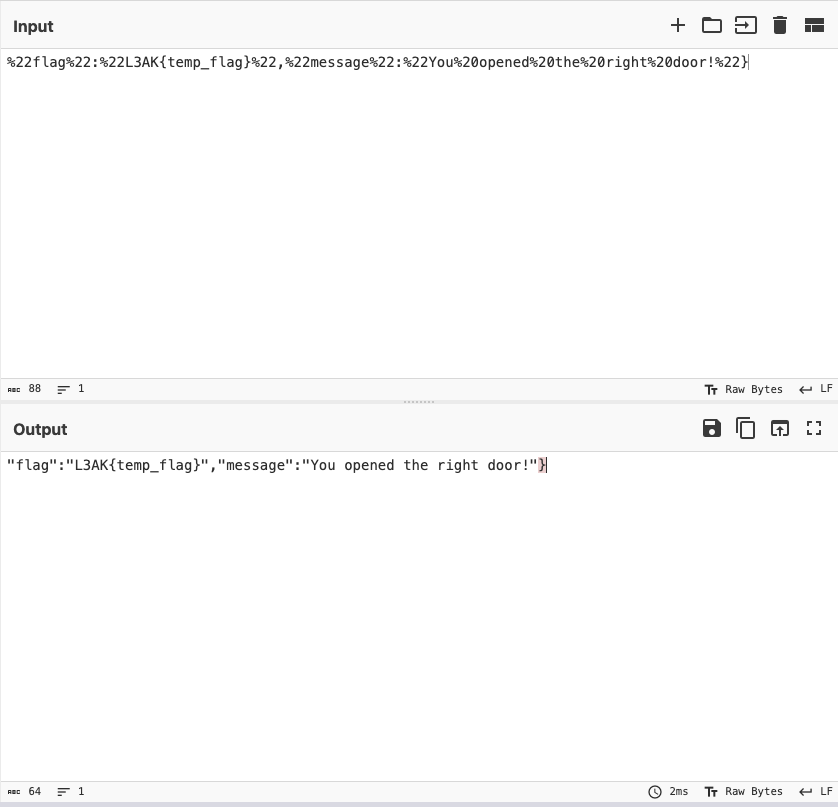 Input
%22flag%22:%22L3AK{temp_flag}%22,%22message%22:%22You%20opened%20the%20right%20door!%22}
ABC 88 1 Raw Bytes LF
Output
"flag":"L3AK{temp_flag}","message":"You opened the right door!"}
ABC 64 1 2ms Raw Bytes LF